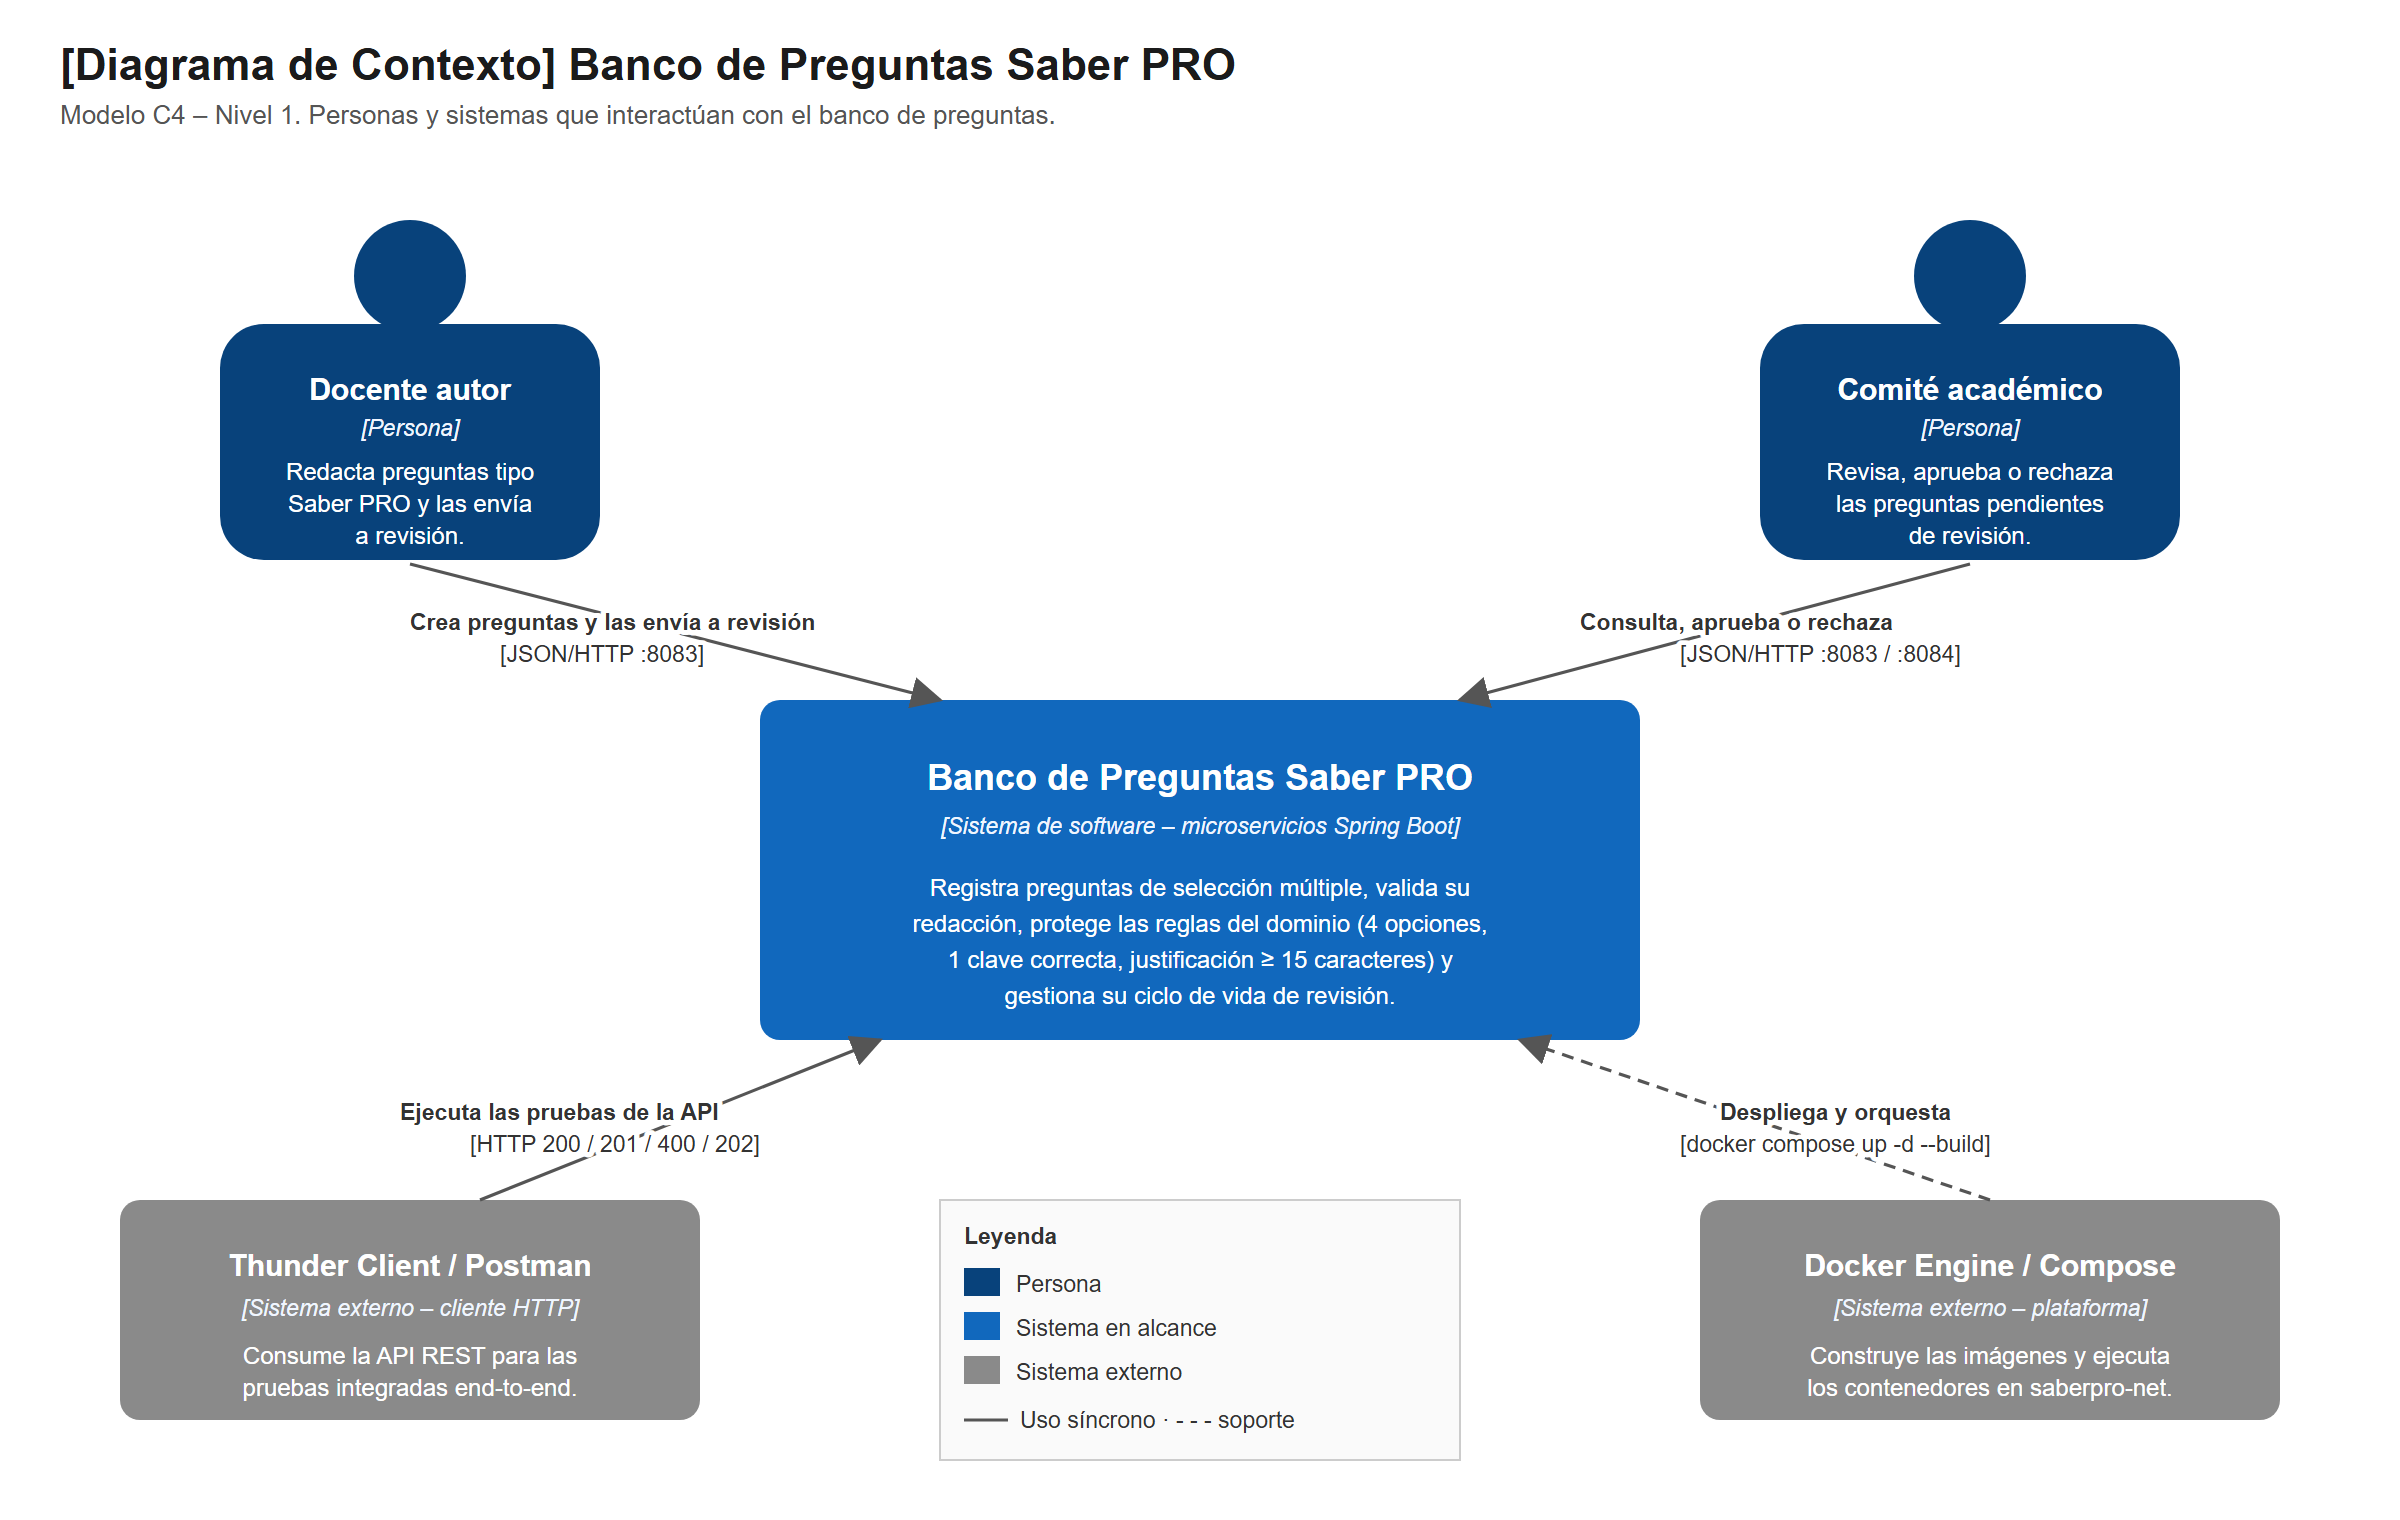 [Diagrama de Contexto] Banco de Preguntas Saber PRO
Modelo C4 – Nivel 1. Personas y sistemas que interactúan con el banco de preguntas.
Docente autor
[Persona]
Redacta preguntas tipo
Saber PRO y las envía
a revisión.
Comité académico
[Persona]
Revisa, aprueba o rechaza
las preguntas pendientes
de revisión.
Crea preguntas y las envía a revisión
[JSON/HTTP :8083]
Consulta, aprueba o rechaza
[JSON/HTTP :8083 / :8084]
Banco de Preguntas Saber PRO
[Sistema de software – microservicios Spring Boot]
Registra preguntas de selección múltiple, valida su
redacción, protege las reglas del dominio (4 opciones,
1 clave correcta, justificación ≥ 15 caracteres) y
gestiona su ciclo de vida de revisión.
Ejecuta las pruebas de la API
[HTTP 200 / 201 / 400 / 202]
Despliega y orquesta
[docker compose up -d --build]
Thunder Client / Postman
[Sistema externo – cliente HTTP]
Consume la API REST para las
pruebas integradas end-to-end.
Leyenda
Persona
Sistema en alcance
Sistema externo
Uso síncrono · - - - soporte
Docker Engine / Compose
[Sistema externo – plataforma]
Construye las imágenes y ejecuta
los contenedores en saberpro-net.